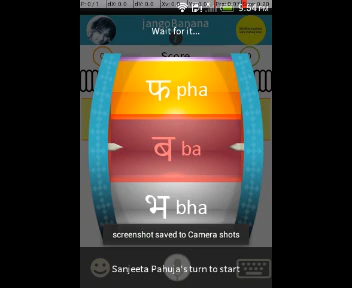 jangoBanana
Wait for it...
Score
फ pha
ब ba
भ bha
screenshot saved to Camera shots
Sanjeeta Pahuja's turn to start